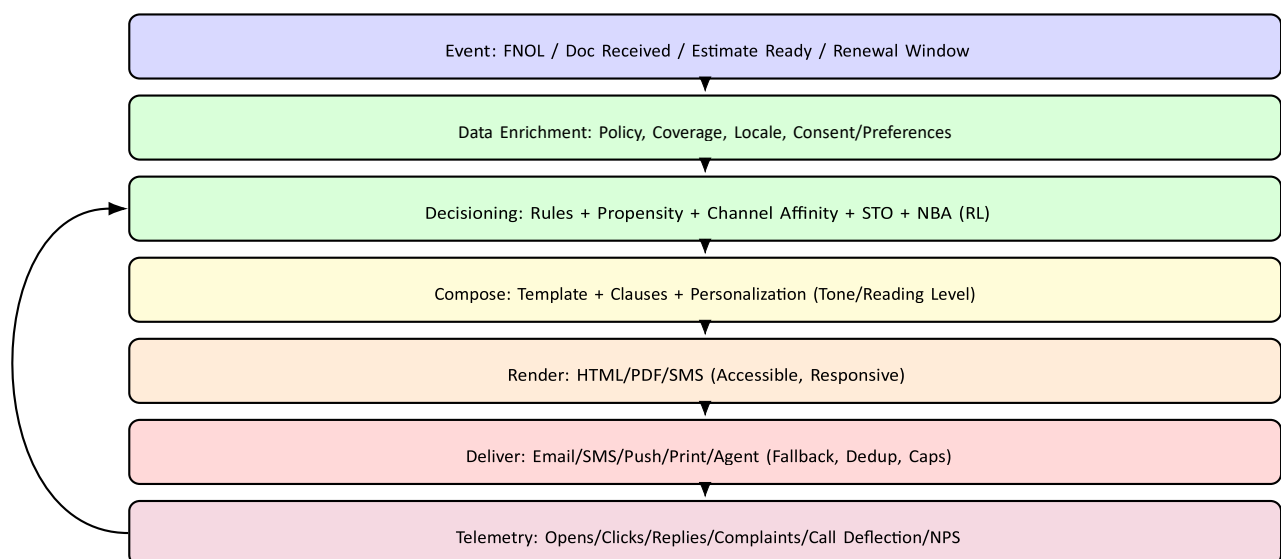 Event: FNOL / Doc Received / Estimate Ready / Renewal Window
Data Enrichment: Policy, Coverage, Locale, Consent/Preferences
Decisioning: Rules + Propensity + Channel Affinity + STO + NBA (RL)
Compose: Template + Clauses + Personalization (Tone/Reading Level)
Render: HTML/PDF/SMS (Accessible, Responsive)
Deliver: Email/SMS/Push/Print/Agent (Fallback, Dedup, Caps)
Telemetry: Opens/Clicks/Replies/Complaints/Call Deflection/NPS